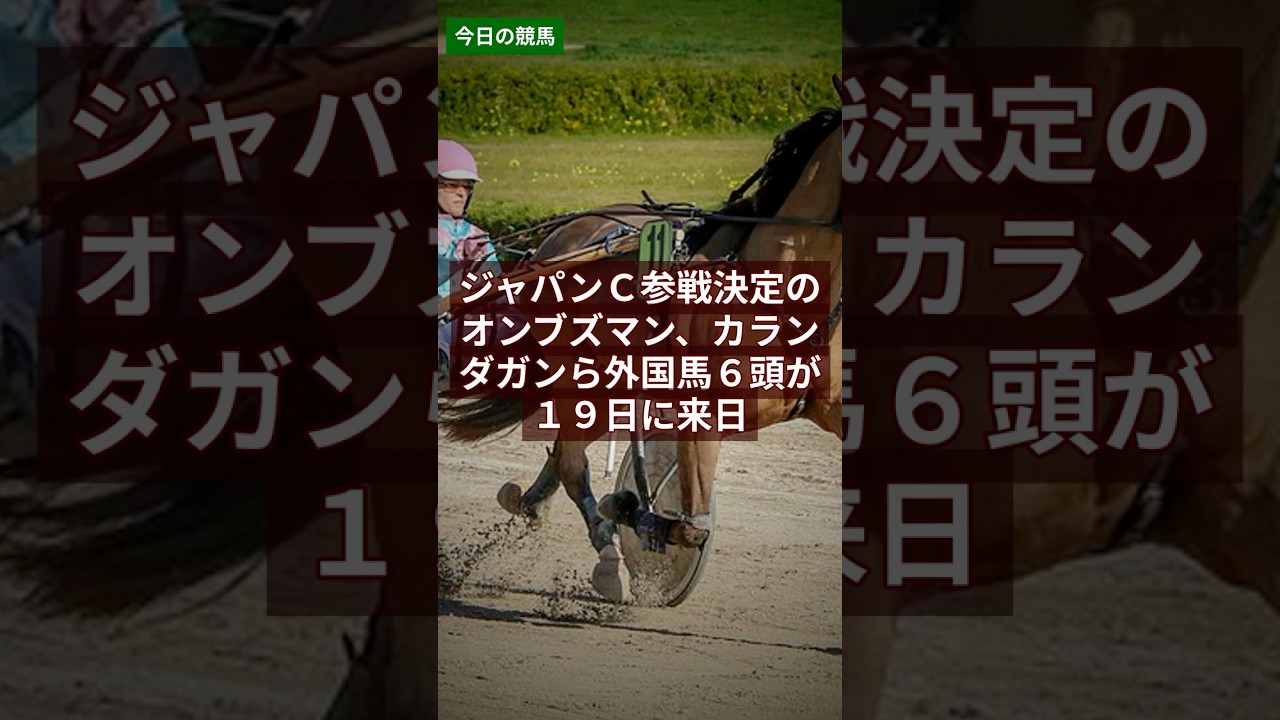 今日の競馬
11
ジャパンＣ参戦決定の
オンブズマン、カラン
ダガンら外国馬６頭が
１９日に来日